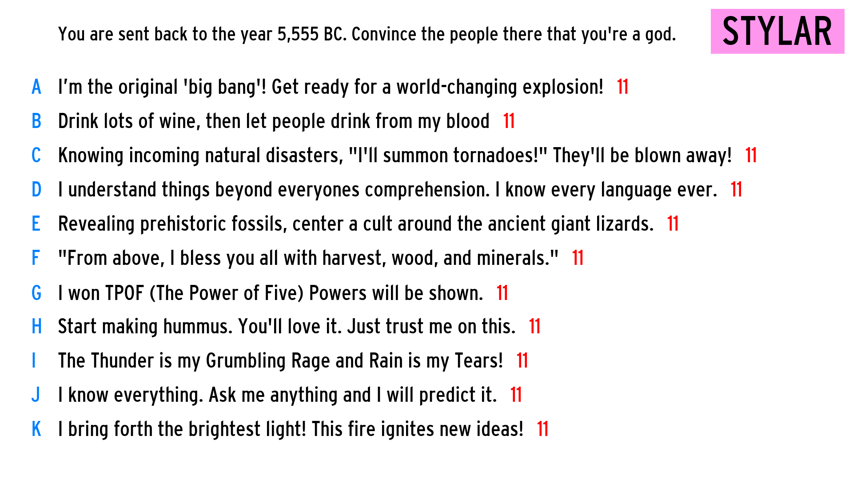 You are sent back to the year 5,555 BC. Convince the people there that you're a god.
STYLAR
A I'm the original 'big bang'! Get ready for a world-changing explosion! 11
B Drink lots of wine, then let people drink from my blood 11
C Knowing incoming natural disasters, "I'll summon tornadoes!" They'll be blown away! 11
D I understand things beyond everyones comprehension. I know every language ever. 11
E Revealing prehistoric fossils, center a cult around the ancient giant lizards. 11
F "From above, I bless you all with harvest, wood, and minerals." 11
G I won TPOF (The Power of Five) Powers will be shown. 11
H Start making hummus. You'll love it. Just trust me on this. 11
I The Thunder is my Grumbling Rage and Rain is my Tears! 11
J I know everything. Ask me anything and I will predict it. 11
K I bring forth the brightest light! This fire ignites new ideas! 11